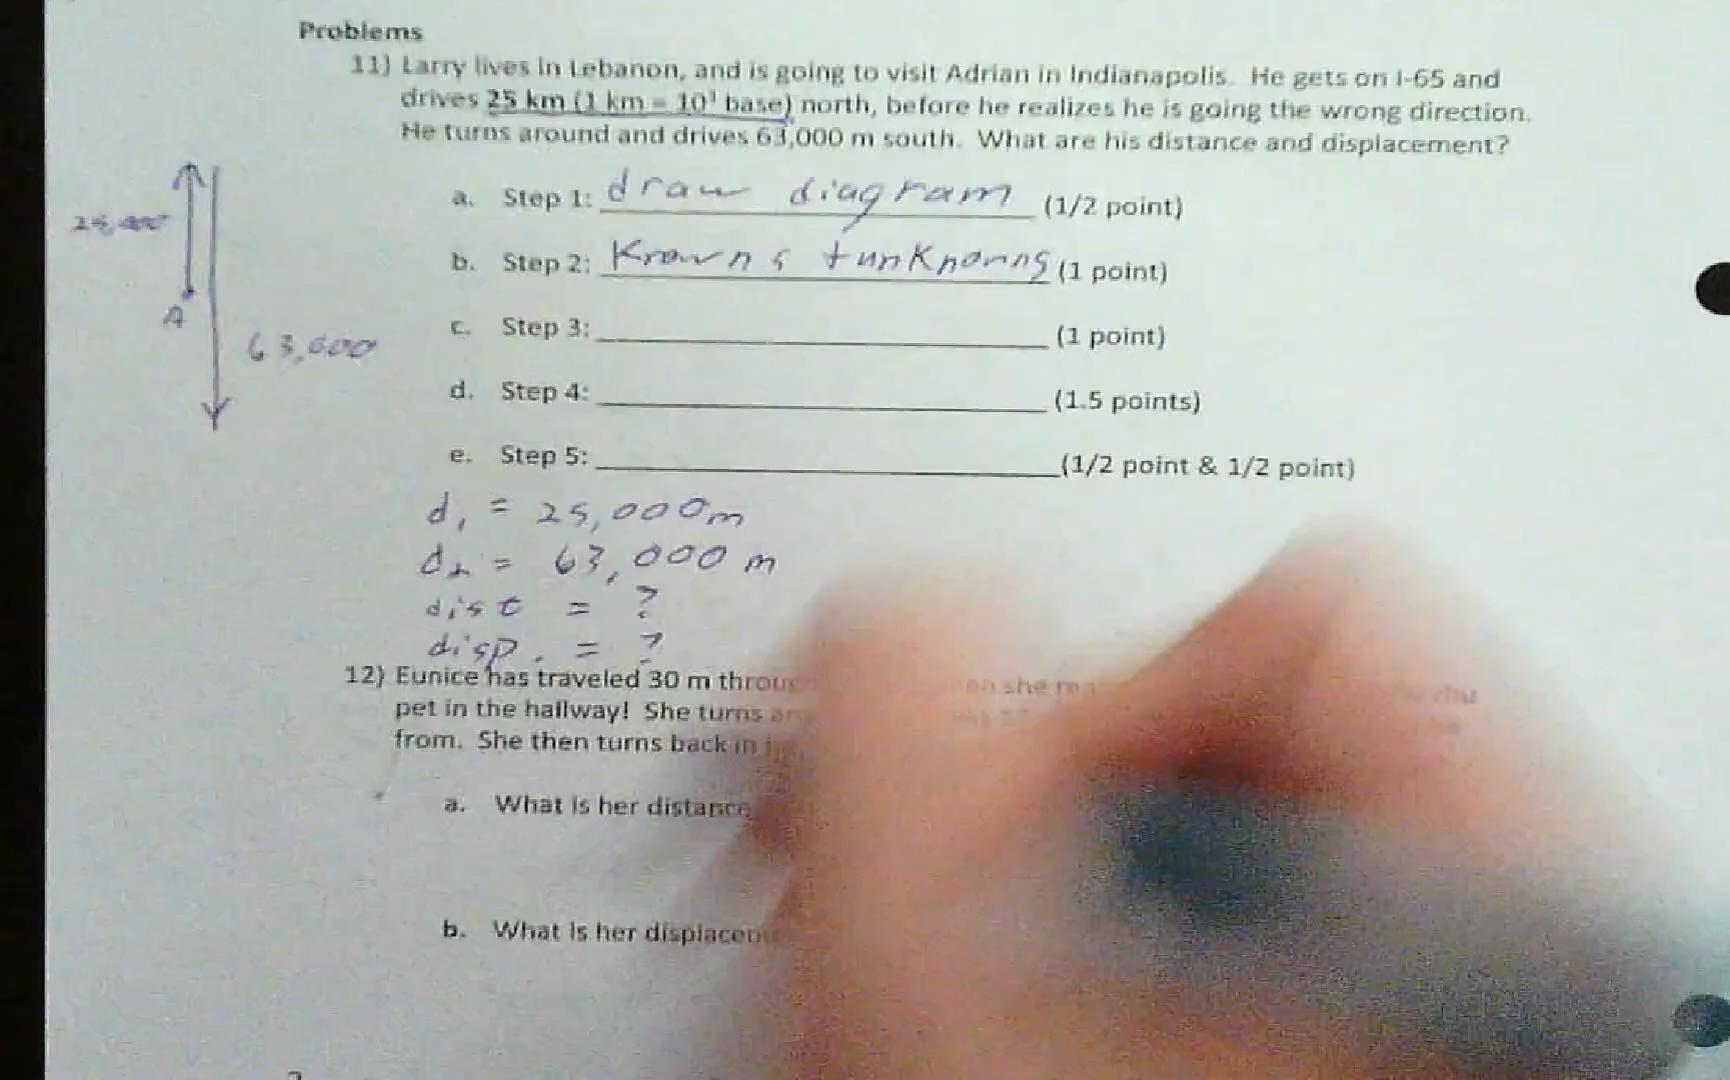 Problems
11) Larry lives in Lebanon, and is going to visit Adrian in Indianapolis. He gets on I-65 and
drives 25 km (1 km = 10³ base) north, before he realizes he is going the wrong direction.
He turns around and drives 63,000 m south. What are his distance and displacement?
a. Step 1: draw diagram (1/2 point)
25,000
b. Step 2: Knowns + unknowns (1 point)
A
c. Step 3: (1 point)
63,000
d. Step 4: (1.5 points)
e. Step 5: (1/2 point & 1/2 point)
d₁ = 25,000 m
d₂ = 63,000 m
dist = ?
disp. = ?
12) Eunice has traveled 30 m she
pet in the hallway! She turns
from. She then turns back in
a. What is her distance
b. What is her